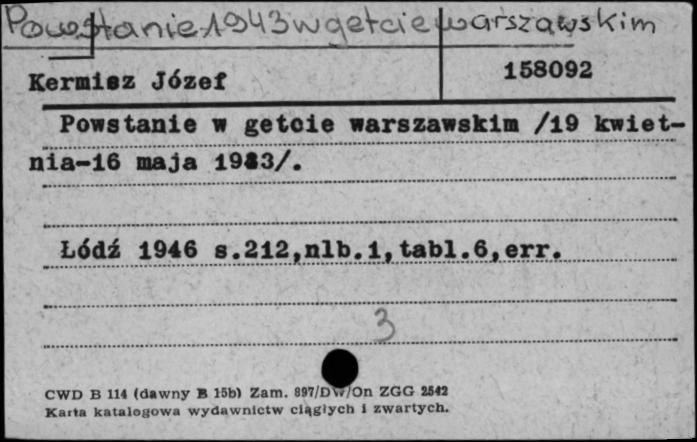 Powstanie 1943 w getcie warszawskim
Kermisz Józef
158092
Powstanie w getcie warszawskim /19 kwiet-
nia-16 maja 1943/.
Łódź 1946 s.212,nlb.1,tabl.6,err.
3
CWD B 114 (dawny B 15b) Zam. 897/DW/On ZGG 2542
Karta katalogowa wydawnictw ciągłych i zwartych.